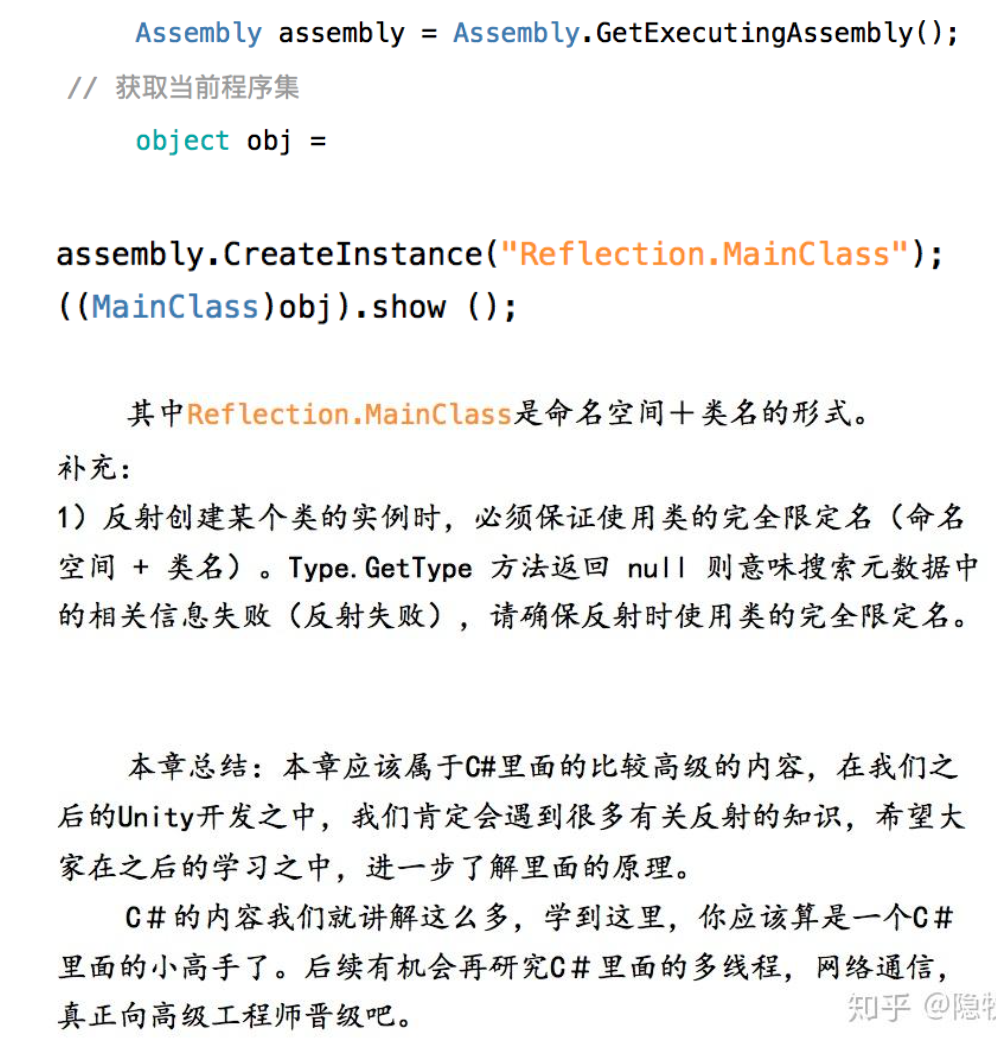 Assembly assembly = Assembly.GetExecutingAssembly();
// 获取当前程序集
object obj =
assembly.CreateInstance("Reflection.MainClass");
((MainClass)obj).show ();
其中Reflection.MainClass是命名空间＋类名的形式。
补充：
1）反射创建某个类的实例时，必须保证使用类的完全限定名（命名
空间 + 类名）。Type.GetType 方法返回 null 则意味搜索元数据中
的相关信息失败（反射失败），请确保反射时使用类的完全限定名。
本章总结：本章应该属于C#里面的比较高级的内容，在我们之
后的Unity开发之中，我们肯定会遇到很多有关反射的知识，希望大
家在之后的学习之中，进一步了解里面的原理。
C＃的内容我们就讲解这么多，学到这里，你应该算是一个C＃
里面的小高手了。后续有机会再研究C＃里面的多线程，网络通信，
真正向高级工程师晋级吧。
知乎 @隐